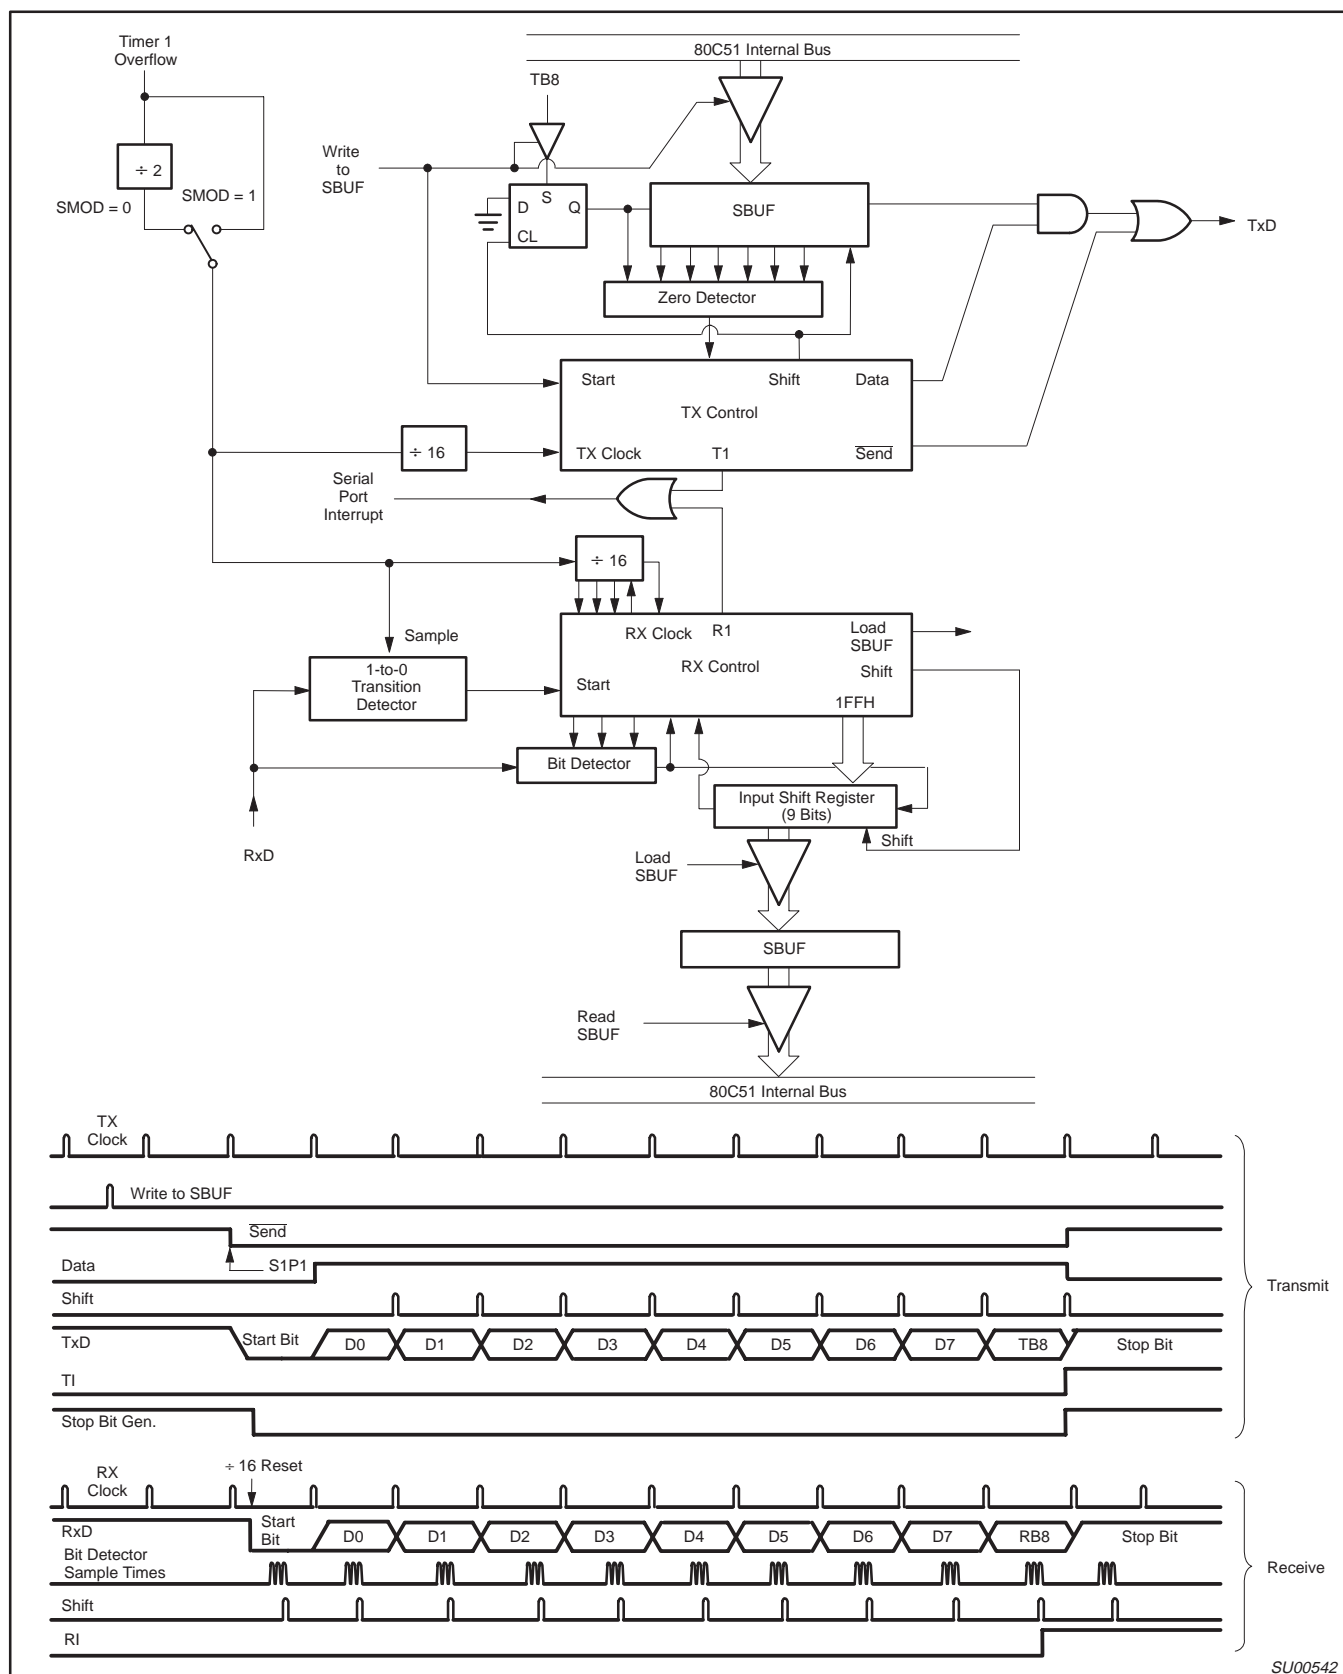 Timer 1
Overflow
80C51 Internal Bus
TB8
÷ 2
Write
to
SBUF
SMOD = 1
SMOD = 0
S
D
Q
CL
SBUF
TxD
Zero Detector
Start
Shift
Data
TX Control
÷ 16
TX Clock
T1
Send
Serial
Port
Interrupt
÷ 16
Sample
RX Clock
R1
Load
SBUF
1-to-0
Transition
Detector
Start
RX Control
Shift
1FFH
Bit Detector
Input Shift Register
(9 Bits)
Shift
RxD
Load
SBUF
SBUF
Read
SBUF
80C51 Internal Bus
TX
Clock
Write to SBUF
Send
Data
S1P1
Transmit
Shift
TxD
Start Bit
D0
D1
D2
D3
D4
D5
D6
D7
TB8
Stop Bit
TI
Stop Bit Gen.
÷ 16 Reset
RX
Clock
RxD
Start
Bit
D0
D1
D2
D3
D4
D5
D6
D7
RB8
Stop Bit
Bit Detector
Sample Times
Receive
Shift
RI
SU00542